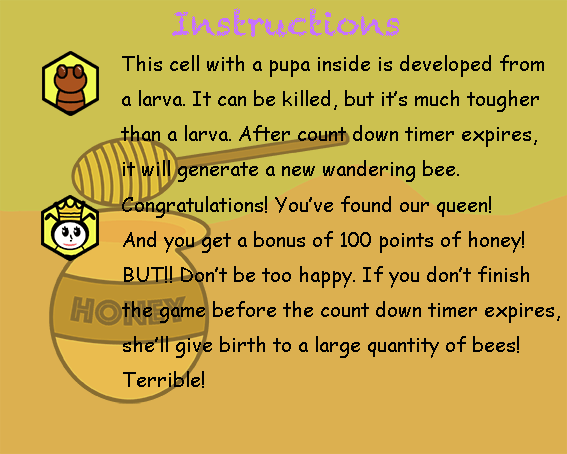 Instructions
This cell with a pupa inside is developed from
a larva. It can be killed, but it's much tougher
than a larva. After count down timer expires,
it will generate a new wandering bee.
Congratulations! You've found our queen!
And you get a bonus of 100 points of honey!
BUT!! Don't be too happy. If you don't finish
HONEY
the game before the count down timer expires,
she'll give birth to a large quantity of bees!
Terrible!